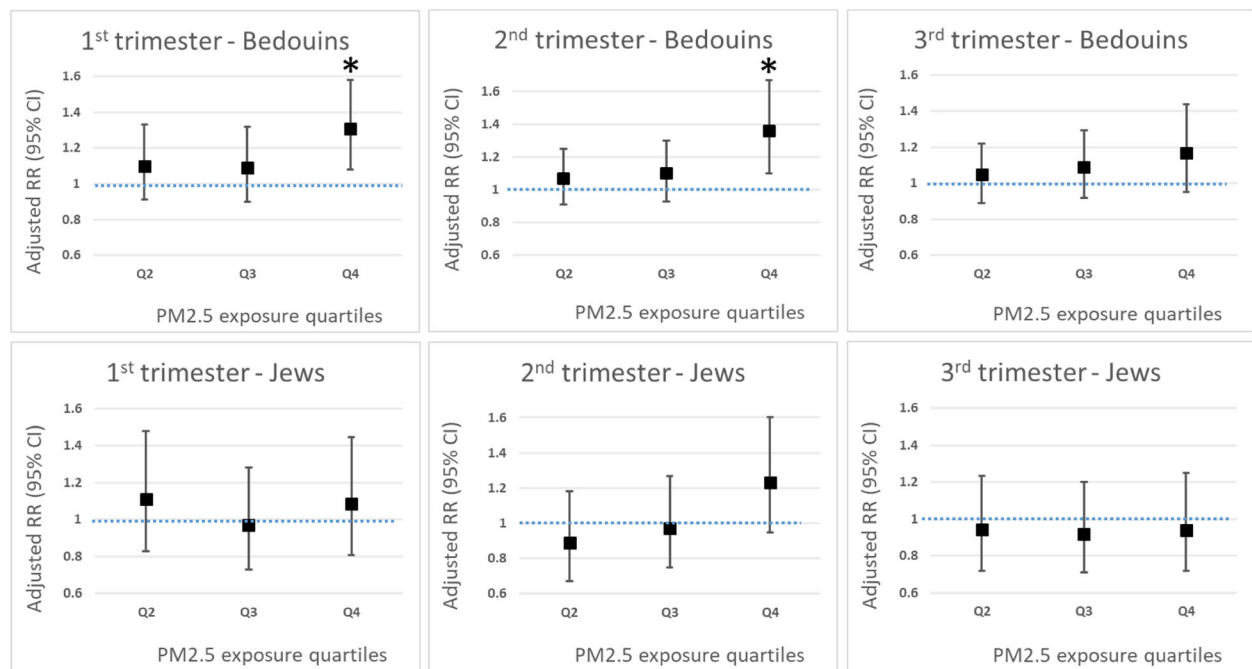 1st trimester - Bedouins
*
Adjusted RR (95% CI)
1.6
1.4
1.2
1
0.8
0.6
Q2 Q3 Q4
PM2.5 exposure quartiles
2nd trimester - Bedouins
*
Adjusted RR (95% CI)
1.6
1.4
1.2
1
0.8
0.6
Q2 Q3 Q4
PM2.5 exposure quartiles
3rd trimester - Bedouins
Adjusted RR (95% CI)
1.6
1.4
1.2
1
0.8
0.6
Q2 Q3 Q4
PM2.5 exposure quartiles
1st trimester - Jews
Adjusted RR (95% CI)
1.6
1.4
1.2
1
0.8
0.6
Q2 Q3 Q4
PM2.5 exposure quartiles
2nd trimester - Jews
Adjusted RR (95% CI)
1.6
1.4
1.2
1
0.8
0.6
Q2 Q3 Q4
PM2.5 exposure quartiles
3rd trimester - Jews
Adjusted RR (95% CI)
1.6
1.4
1.2
1
0.8
0.6
Q2 Q3 Q4
PM2.5 exposure quartiles